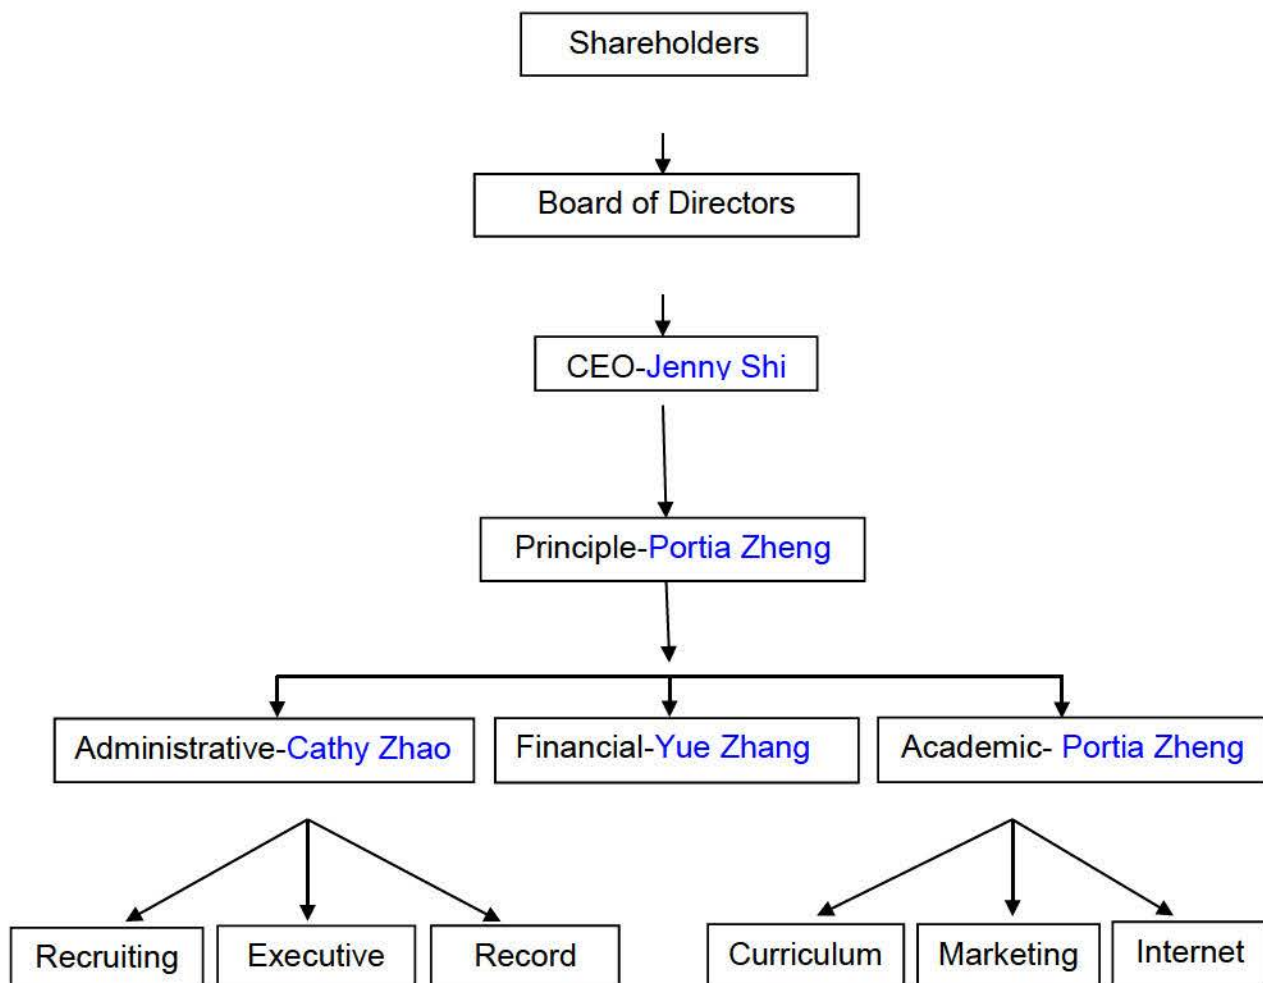 Shareholders
Board of Directors
CEO-Jenny Shi
Principle-Portia Zheng
Administrative-Cathy Zhao
Financial-Yue Zhang
Academic- Portia Zheng
Recruiting
Executive
Record
Curriculum
Marketing
Internet